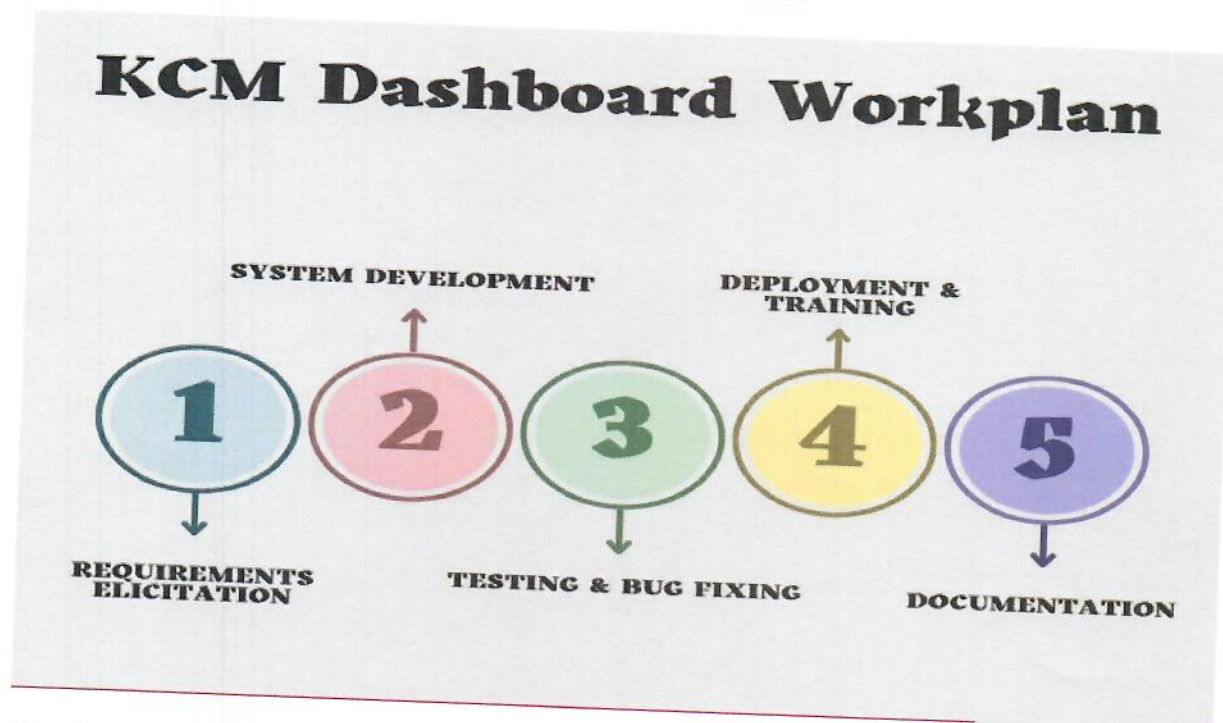 KCM Dashboard Workplan
SYSTEM DEVELOPMENT
DEPLOYMENT &
TRAINING
1
2
3
4
5
REQUIREMENTS
ELICITATION
TESTING & BUG FIXING
DOCUMENTATION